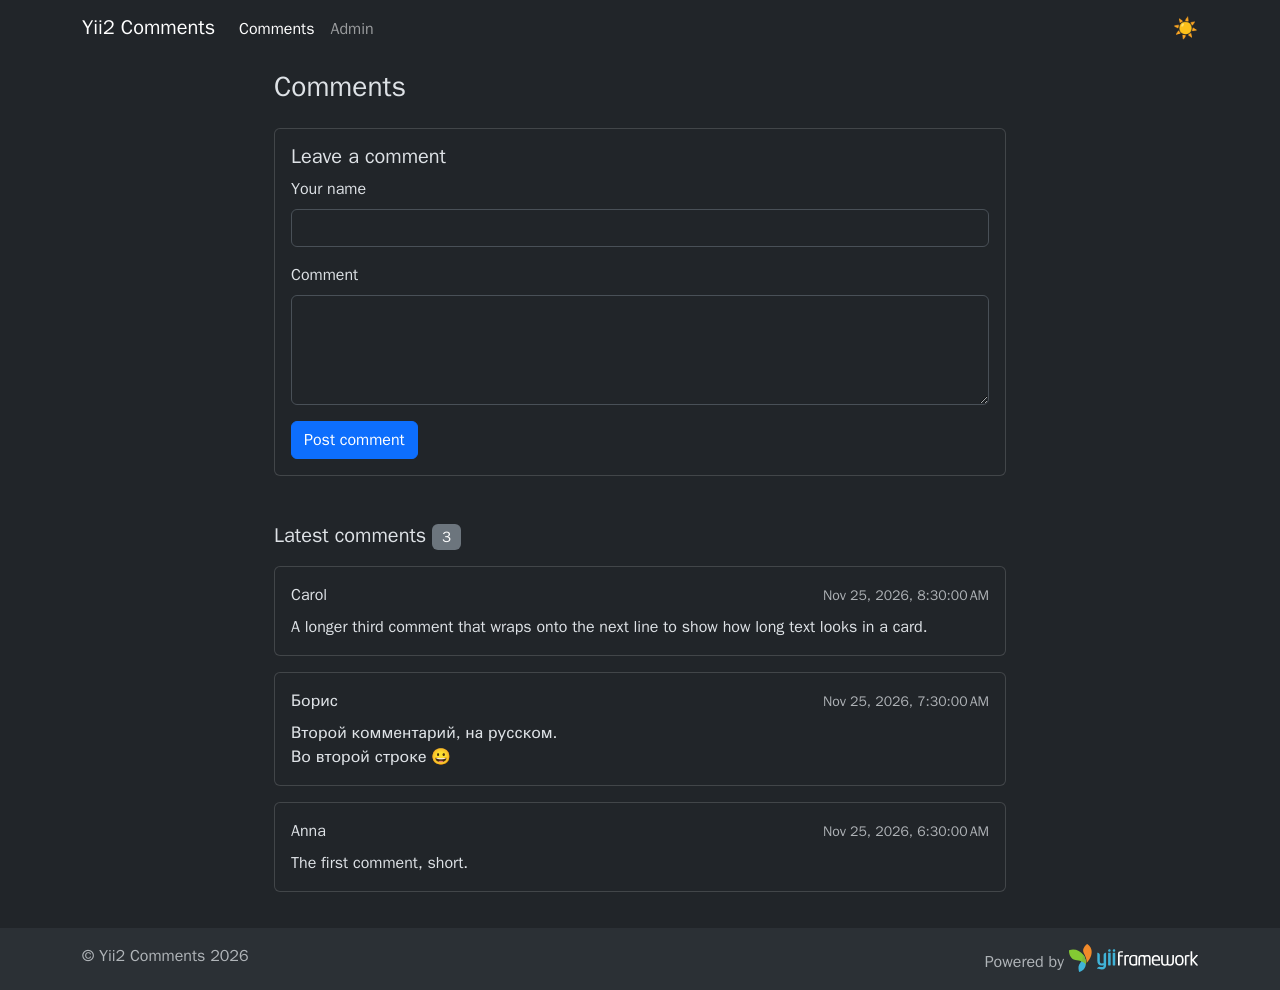 Yii2 Comments Comments Admin ☀️
Comments
Leave a comment
Your name
Comment
Post comment
Latest comments 3
Carol Nov 25, 2026, 8:30:00 AM
A longer third comment that wraps onto the next line to show how long text looks in a card.
Борис Nov 25, 2026, 7:30:00 AM
Второй комментарий, на русском.
Во второй строке 😀
Anna Nov 25, 2026, 6:30:00 AM
The first comment, short.
© Yii2 Comments 2026 Powered by yiiframework